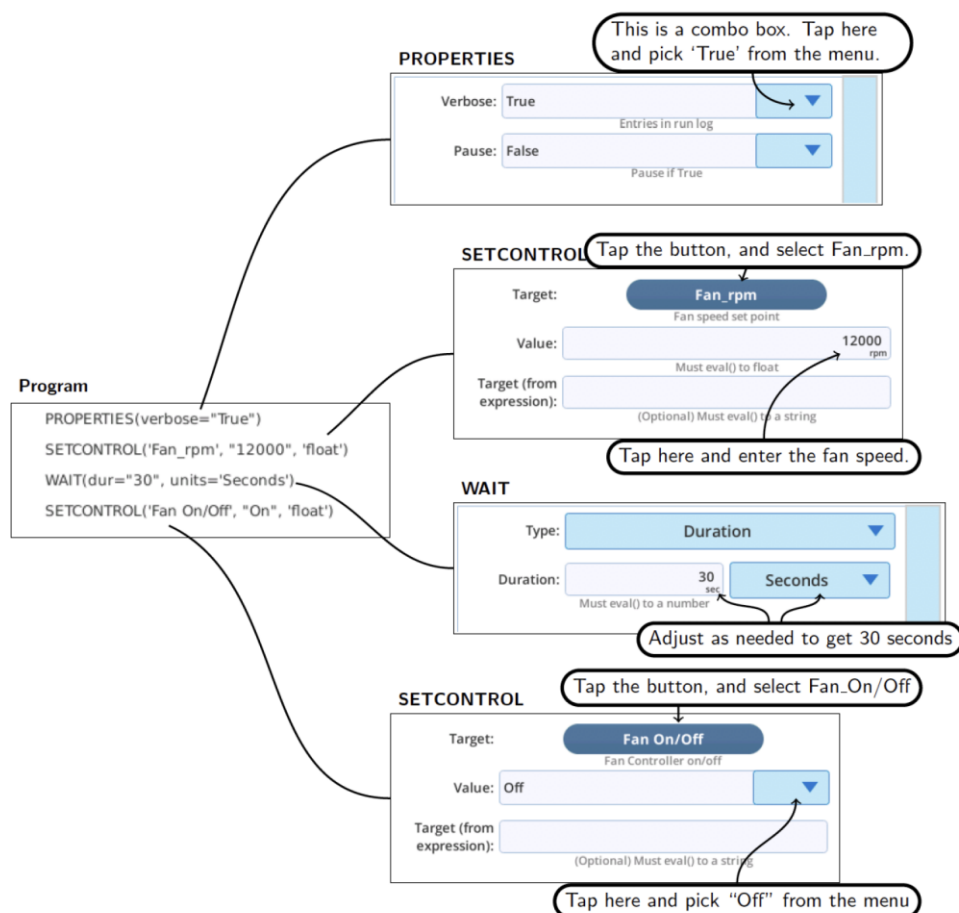 This is a combo box. Tap here
and pick ‘True’ from the menu.
PROPERTIES
Verbose: True
Entries in run log
Pause: False
Pause if True
SETCONTROL
Tap the button, and select Fan_rpm.
Target: Fan_rpm
Fan speed set point
Value: 12000
rpm
Must eval() to float
Target (from
expression):
(Optional) Must eval() to a string
Tap here and enter the fan speed.
Program
PROPERTIES(verbose="True")
SETCONTROL('Fan_rpm', "12000", 'float')
WAIT(dur="30", units='Seconds')
SETCONTROL('Fan On/Off', "On", 'float')
WAIT
Type: Duration
Duration: 30 Seconds
sec
Must eval() to a number
Adjust as needed to get 30 seconds
Tap the button, and select Fan_On/Off
SETCONTROL
Target: Fan On/Off
Fan Controller on/off
Value: Off
Target (from
expression):
(Optional) Must eval() to a string
Tap here and pick “Off” from the menu